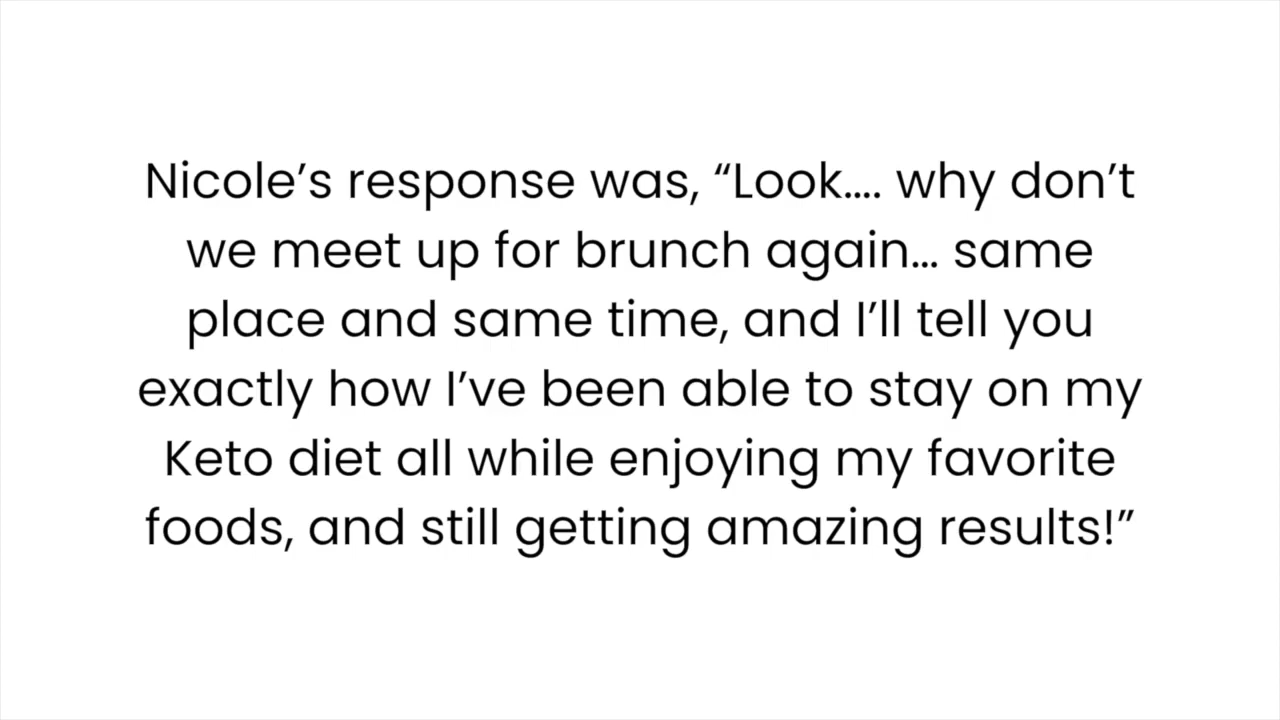 Nicole’s response was, “Look.... why don’t
we meet up for brunch again... same
place and same time, and I’ll tell you
exactly how I’ve been able to stay on my
Keto diet all while enjoying my favorite
foods, and still getting amazing results!”